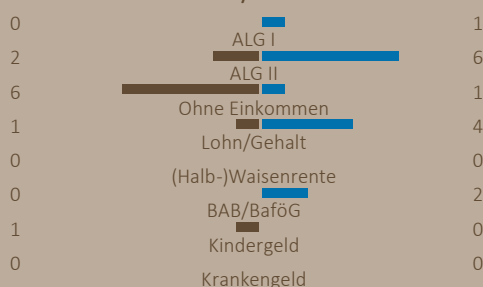 0 1
ALG I
2 6
ALG II
6 1
Ohne Einkommen
1 4
Lohn/Gehalt
0 0
(Halb-)Waisenrente
0 2
BAB/BaföG
1 0
Kindergeld
0 0
Krankengeld